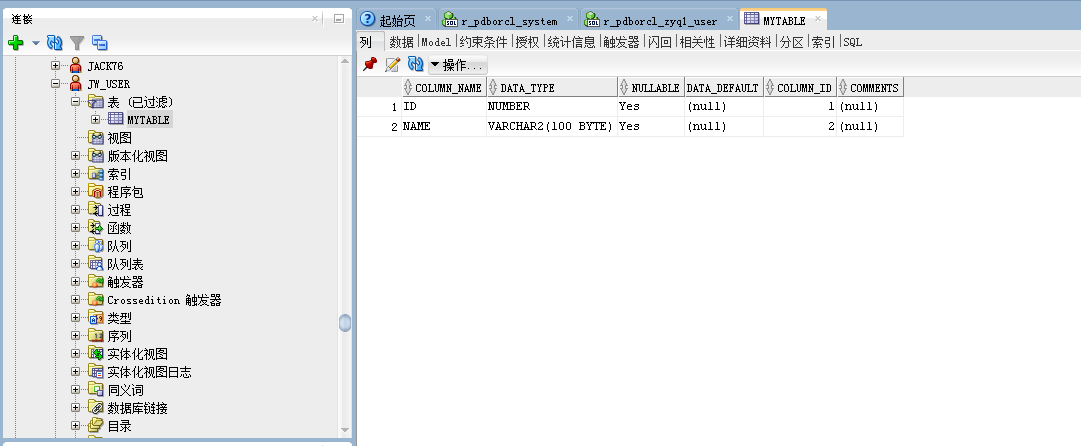 连接
JACK76
JW_USER
表 (已过滤)
MYTABLE
视图
版本化视图
索引
程序包
过程
函数
队列
队列表
触发器
Crossedition 触发器
类型
序列
实体化视图
实体化视图日志
同义词
数据库链接
目录
起始页 r_pdborcl_system r_pdborcl_zyq1_user MYTABLE
列 数据 Model 约束条件 授权 统计信息 触发器 闪回 相关性 详细资料 分区 索引 SQL
操作...
COLUMN_NAME DATA_TYPE NULLABLE DATA_DEFAULT COLUMN_ID COMMENTS
1 ID NUMBER Yes (null) 1 (null)
2 NAME VARCHAR2(100 BYTE) Yes (null) 2 (null)